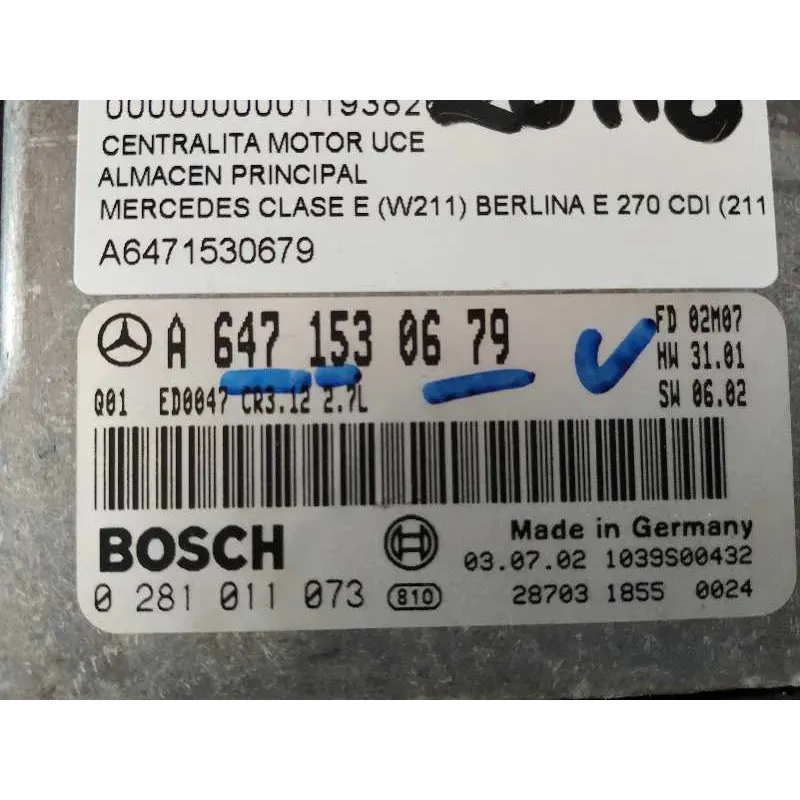 CENTRALITA MOTOR UCE
ALMACEN PRINCIPAL
MERCEDES CLASE E (W211) BERLINA E 270 CDI (211
A6471530679
A 647 153 06 79
FD 02M07
HW 31.01
Q01 ED0047 CR3.12 2.7L
SW 06.02
BOSCH
Made in Germany
03.07.02 1039S00432
0 281 011 073 810
287031 1855 0024